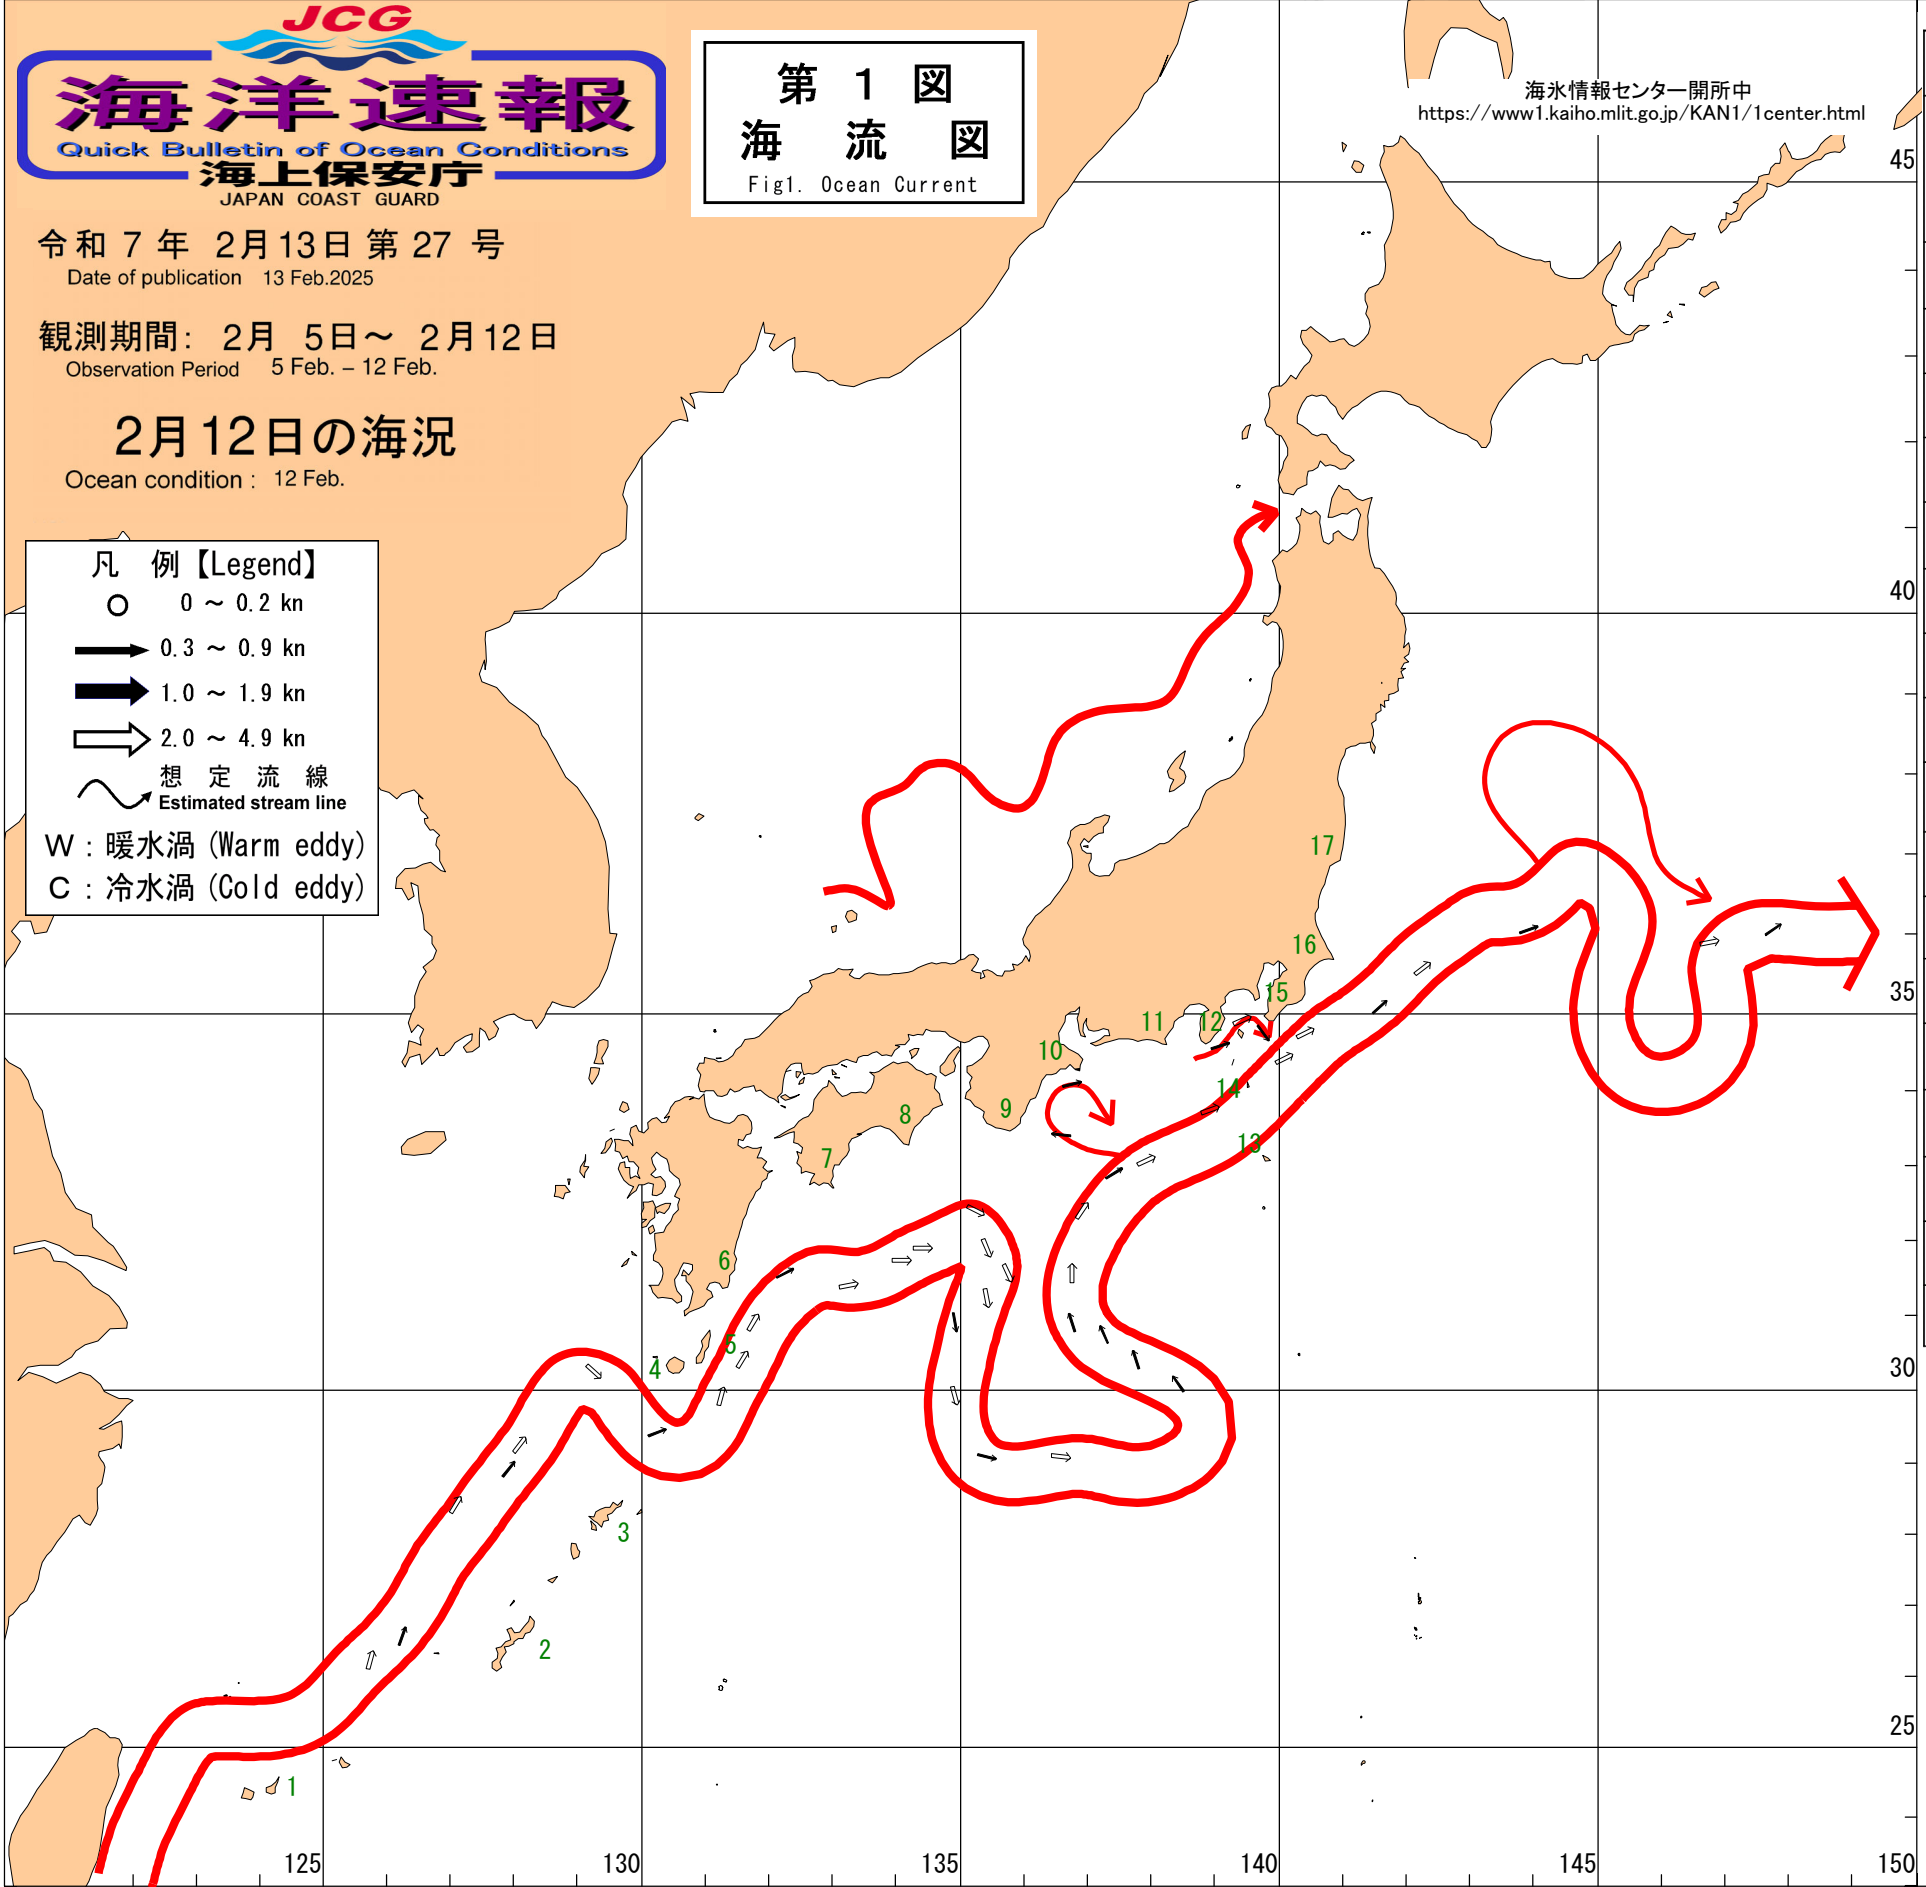 JCG
海洋速報
Quick Bulletin of Ocean Conditions
海上保安庁
JAPAN COAST GUARD
令和 7 年 2月13日 第 27 号
Date of publication 13 Feb.2025
観測期間: 2月 5日～ 2月12日
Observation Period 5 Feb. – 12 Feb.
2月12日の海況
Ocean condition : 12 Feb.
第 1 図
海 流 図
Fig1. Ocean Current
海氷情報センター開所中
https://www1.kaiho.mlit.go.jp/KAN1/1center.html
凡 例【Legend】
0 ～ 0.2 kn
0.3 ～ 0.9 kn
1.0 ～ 1.9 kn
2.0 ～ 4.9 kn
想 定 流 線
Estimated stream line
W : 暖水渦 (Warm eddy)
C : 冷水渦 (Cold eddy)
45
40
17
16
35
15
12
11
10
14
9
8
13
7
6
5
4
30
3
2
25
1
125
130
135
140
145
150